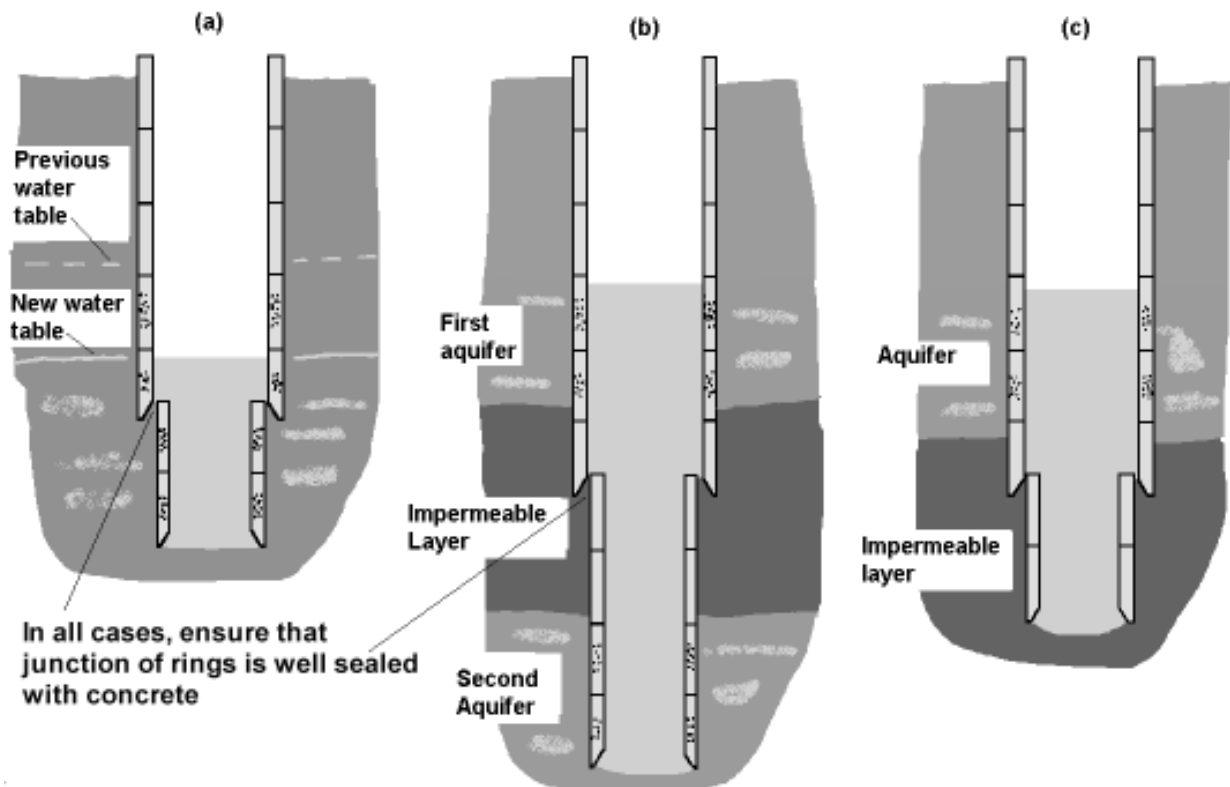 (a)
Previous
water
table
New water
table
In all cases, ensure that
junction of rings is well sealed
with concrete
(b)
First
aquifer
Impermeable
Layer
Second
Aquifer
(c)
Aquifer
Impermeable
layer